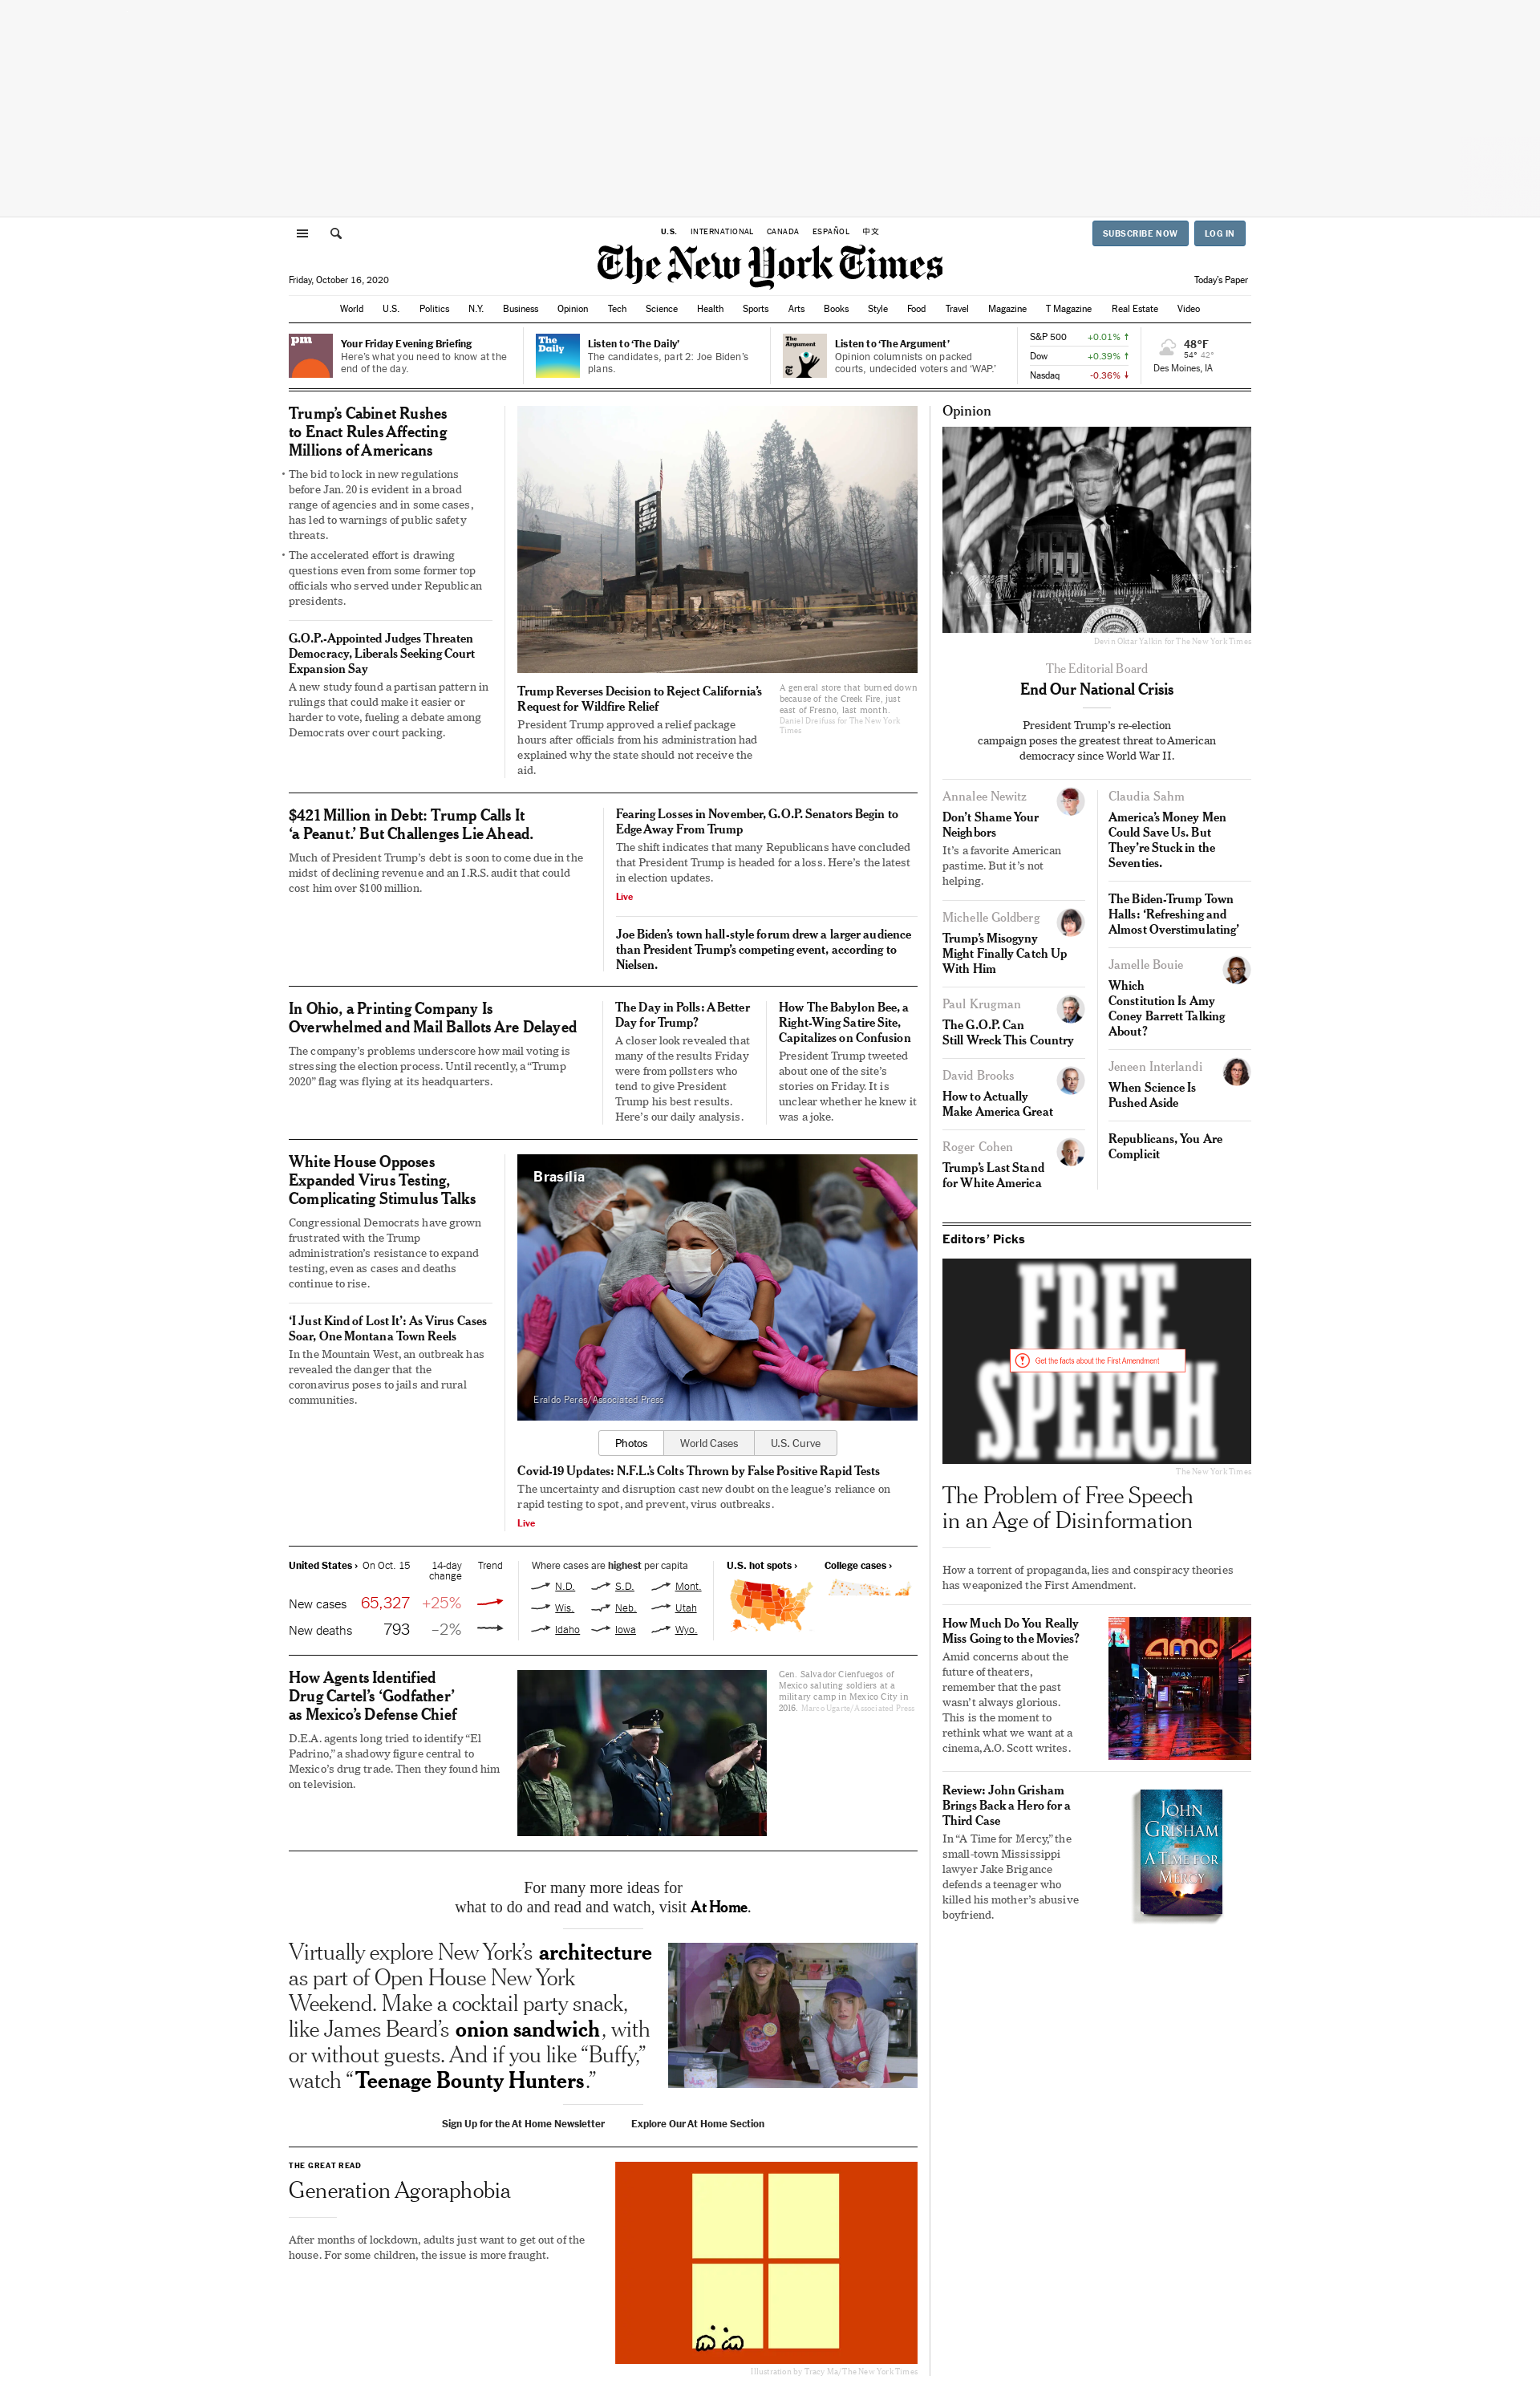 U.S. INTERNATIONAL CANADA ESPAÑOL 中文
SUBSCRIBE NOW LOG IN
The New York Times
Friday, October 16, 2020
Today's Paper
World U.S. Politics N.Y. Business Opinion Tech Science Health Sports Arts Books Style Food Travel Magazine T Magazine Real Estate Video
pm
Your Friday Evening Briefing
Here's what you need to know at the
end of the day.
The
Daily
Listen to 'The Daily'
The candidates, part 2: Joe Biden's
plans.
The
Argument
Listen to 'The Argument'
Opinion columnists on packed
courts, undecided voters and 'WAP.'
S&P 500 +0.01% ↑
Dow +0.39% ↑
Nasdaq -0.36% ↓
48°F
54° 42°
Des Moines, IA
Trump's Cabinet Rushes
to Enact Rules Affecting
Millions of Americans
• The bid to lock in new regulations
before Jan. 20 is evident in a broad
range of agencies and in some cases,
has led to warnings of public safety
threats.
• The accelerated effort is drawing
questions even from some former top
officials who served under Republican
presidents.
G.O.P.-Appointed Judges Threaten
Democracy, Liberals Seeking Court
Expansion Say
A new study found a partisan pattern in
rulings that could make it easier or
harder to vote, fueling a debate among
Democrats over court packing.
Trump Reverses Decision to Reject California's
Request for Wildfire Relief
President Trump approved a relief package
hours after officials from his administration had
explained why the state should not receive the
aid.
A general store that burned down
because of the Creek Fire, just
east of Fresno, last month.
Daniel Dreifuss for The New York
Times
$421 Million in Debt: Trump Calls It
'a Peanut.' But Challenges Lie Ahead.
Much of President Trump's debt is soon to come due in the
midst of declining revenue and an I.R.S. audit that could
cost him over $100 million.
Fearing Losses in November, G.O.P. Senators Begin to
Edge Away From Trump
The shift indicates that many Republicans have concluded
that President Trump is headed for a loss. Here's the latest
in election updates.
Live
Joe Biden's town hall-style forum drew a larger audience
than President Trump's competing event, according to
Nielsen.
In Ohio, a Printing Company Is
Overwhelmed and Mail Ballots Are Delayed
The company's problems underscore how mail voting is
stressing the election process. Until recently, a "Trump
2020" flag was flying at its headquarters.
The Day in Polls: A Better
Day for Trump?
A closer look revealed that
many of the results Friday
were from pollsters who
tend to give President
Trump his best results.
Here's our daily analysis.
How The Babylon Bee, a
Right-Wing Satire Site,
Capitalizes on Confusion
President Trump tweeted
about one of the site's
stories on Friday. It is
unclear whether he knew it
was a joke.
White House Opposes
Expanded Virus Testing,
Complicating Stimulus Talks
Congressional Democrats have grown
frustrated with the Trump
administration's resistance to expand
testing, even as cases and deaths
continue to rise.
'I Just Kind of Lost It': As Virus Cases
Soar, One Montana Town Reels
In the Mountain West, an outbreak has
revealed the danger that the
coronavirus poses to jails and rural
communities.
Brasília
Eraldo Peres/Associated Press
Photos World Cases U.S. Curve
Covid-19 Updates: N.F.L.'s Colts Thrown by False Positive Rapid Tests
The uncertainty and disruption cast new doubt on the league's reliance on
rapid testing to spot, and prevent, virus outbreaks.
Live
United States › On Oct. 15 14-day
change Trend
New cases 65,327 +25%
New deaths 793 –2%
Where cases are highest per capita
N.D. S.D. Mont.
Wis. Neb. Utah
Idaho Iowa Wyo.
U.S. hot spots ›
College cases ›
How Agents Identified
Drug Cartel's 'Godfather'
as Mexico's Defense Chief
D.E.A. agents long tried to identify "El
Padrino," a shadowy figure central to
Mexico's drug trade. Then they found him
on television.
Gen. Salvador Cienfuegos of
Mexico saluting soldiers at a
military camp in Mexico City in
2016. Marco Ugarte/Associated Press
For many more ideas for
what to do and read and watch, visit At Home.
Virtually explore New York's architecture
as part of Open House New York
Weekend. Make a cocktail party snack,
like James Beard's onion sandwich, with
or without guests. And if you like "Buffy,"
watch "Teenage Bounty Hunters."
Sign Up for the At Home Newsletter Explore Our At Home Section
THE GREAT READ
Generation Agoraphobia
After months of lockdown, adults just want to get out of the
house. For some children, the issue is more fraught.
Illustration by Tracy Ma/The New York Times
Opinion
Devin Oktar Yalkin for The New York Times
The Editorial Board
End Our National Crisis
President Trump's re-election
campaign poses the greatest threat to American
democracy since World War II.
Annalee Newitz
Don't Shame Your
Neighbors
It's a favorite American
pastime. But it's not
helping.
Michelle Goldberg
Trump's Misogyny
Might Finally Catch Up
With Him
Paul Krugman
The G.O.P. Can
Still Wreck This Country
David Brooks
How to Actually
Make America Great
Roger Cohen
Trump's Last Stand
for White America
Claudia Sahm
America's Money Men
Could Save Us. But
They're Stuck in the
Seventies.
The Biden-Trump Town
Halls: 'Refreshing and
Almost Overstimulating'
Jamelle Bouie
Which
Constitution Is Amy
Coney Barrett Talking
About?
Jeneen Interlandi
When Science Is
Pushed Aside
Republicans, You Are
Complicit
Editors' Picks
FREE
Get the facts about the First Amendment
SPEECH
The New York Times
The Problem of Free Speech
in an Age of Disinformation
How a torrent of propaganda, lies and conspiracy theories
has weaponized the First Amendment.
How Much Do You Really
Miss Going to the Movies?
Amid concerns about the
future of theaters,
remember that the past
wasn't always glorious.
This is the moment to
rethink what we want at a
cinema, A.O. Scott writes.
amc
IMAX
Review: John Grisham
Brings Back a Hero for a
Third Case
In "A Time for Mercy," the
small-town Mississippi
lawyer Jake Brigance
defends a teenager who
killed his mother's abusive
boyfriend.
JOHN
GRISHAM
A TIME FOR
MERCY